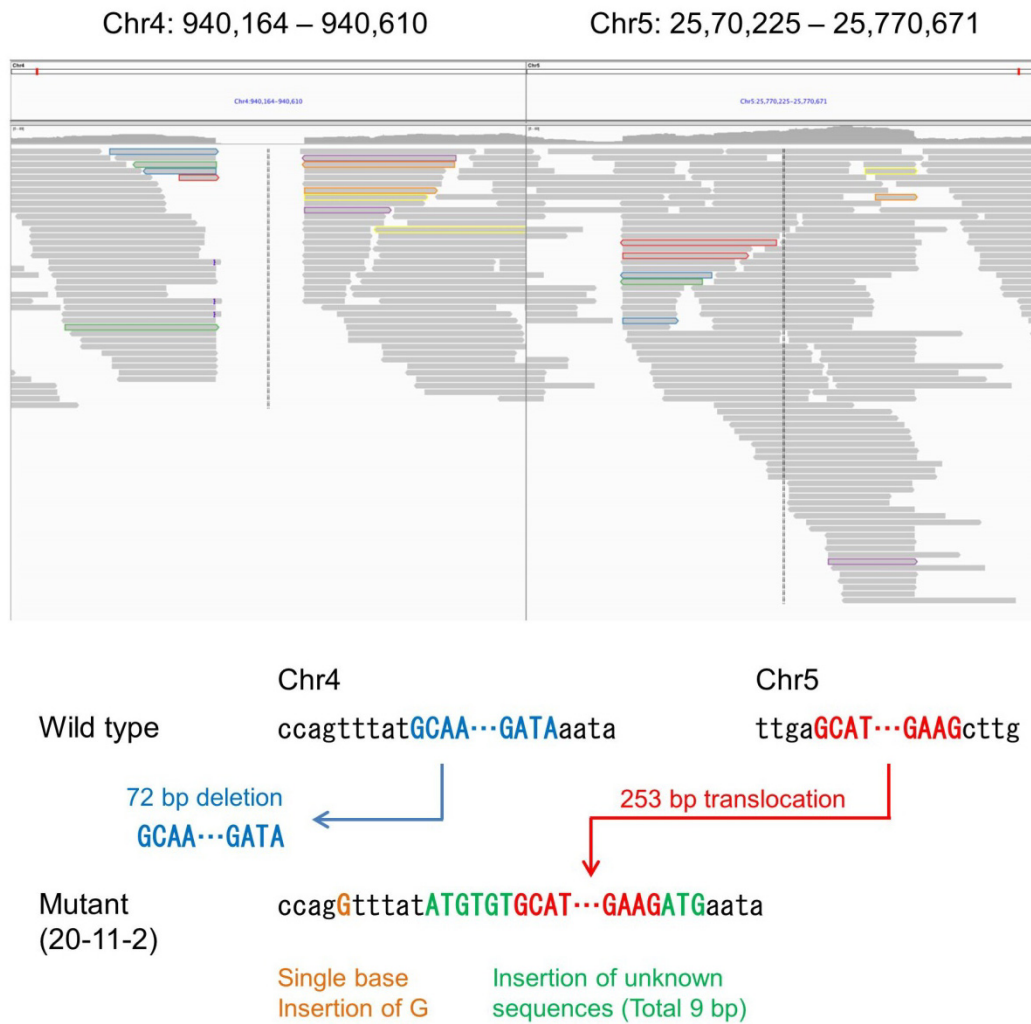 Chr4: 940,164 – 940,610
Chr5: 25,70,225 – 25,770,671
Chr4
Chr5
Chr4:940,164-940,610
Chr5:25,770,225-25,770,671
Chr4
Chr5
Wild type
ccagtttatGCAA···GATAaata
ttgaGCAT···GAAGcttg
72 bp deletion
GCAA···GATA
253 bp translocation
Mutant
(20-11-2)
ccagGtttatATGTGTGCAT···GAAGATGaata
Single base
Insertion of G
Insertion of unknown
sequences (Total 9 bp)